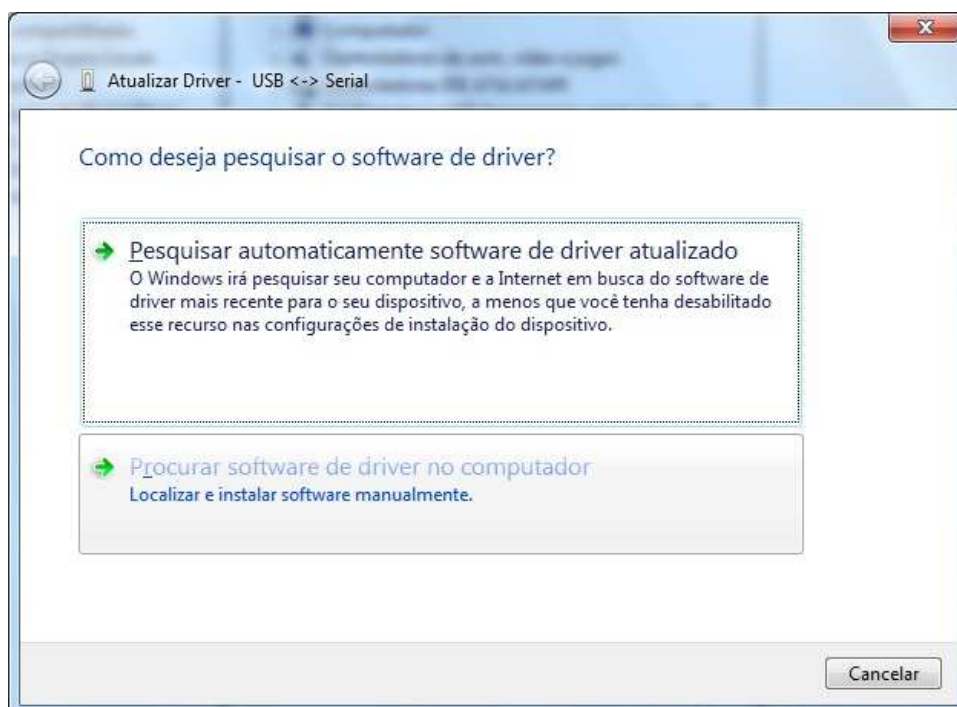 Atualizar Driver - USB <-> Serial
Como deseja pesquisar o software de driver?
Pesquisar automaticamente software de driver atualizado
O Windows irá pesquisar seu computador e a Internet em busca do software de
driver mais recente para o seu dispositivo, a menos que você tenha desabilitado
esse recurso nas configurações de instalação do dispositivo.
Procurar software de driver no computador
Localizar e instalar software manualmente.
Cancelar